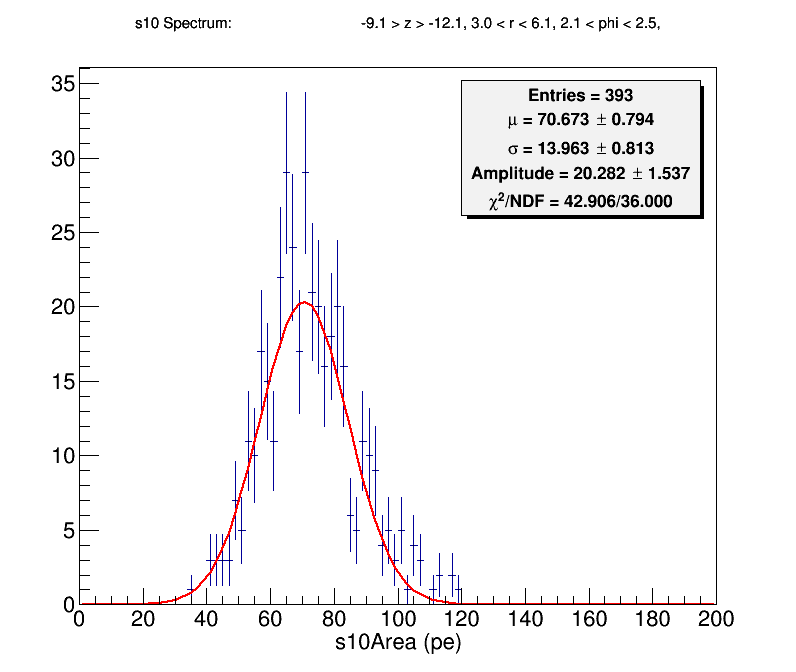 s10 Spectrum: -9.1 > z > -12.1, 3.0 < r < 6.1, 2.1 < phi < 2.5,
Entries = 393
μ = 70.673 ± 0.794
σ = 13.963 ± 0.813
Amplitude = 20.282 ± 1.537
χ²/NDF = 42.906/36.000
35
30
25
20
15
10
5
0
0 20 40 60 80 100 120 140 160 180 200
s10Area (pe)